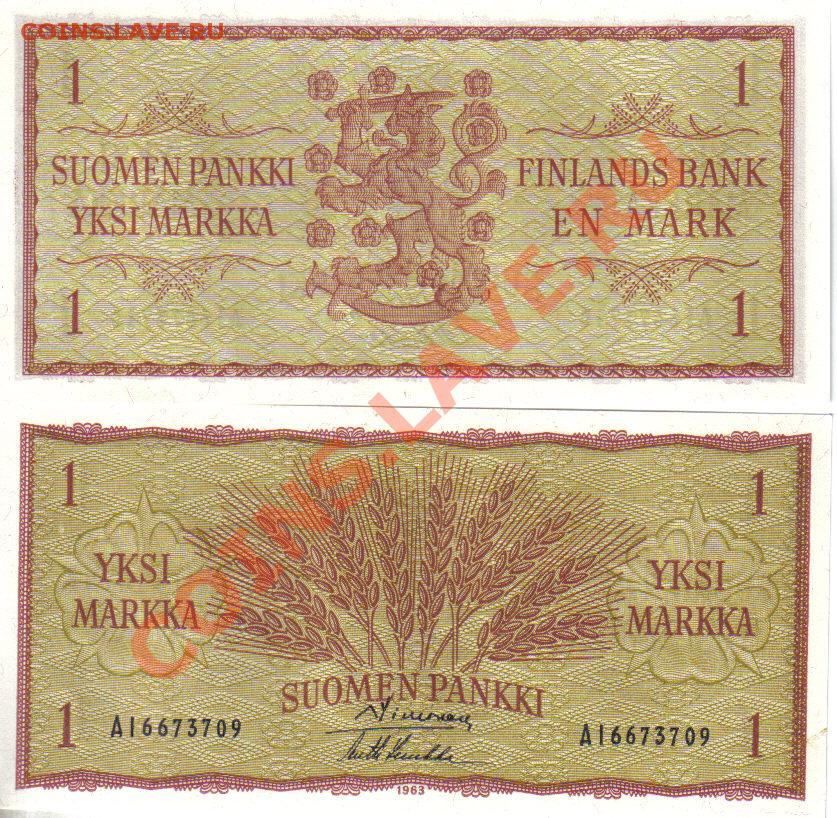 COINS.LAVE.RU
1 1
SUOMEN PANKKI FINLANDS BANK
YKSI MARKKA EN MARK
1 1
COINS.LAVE.RU
1 1
YKSI YKSI
MARKKA MARKKA
SUOMEN PANKKI
1 1
A16673709 A16673709
1963